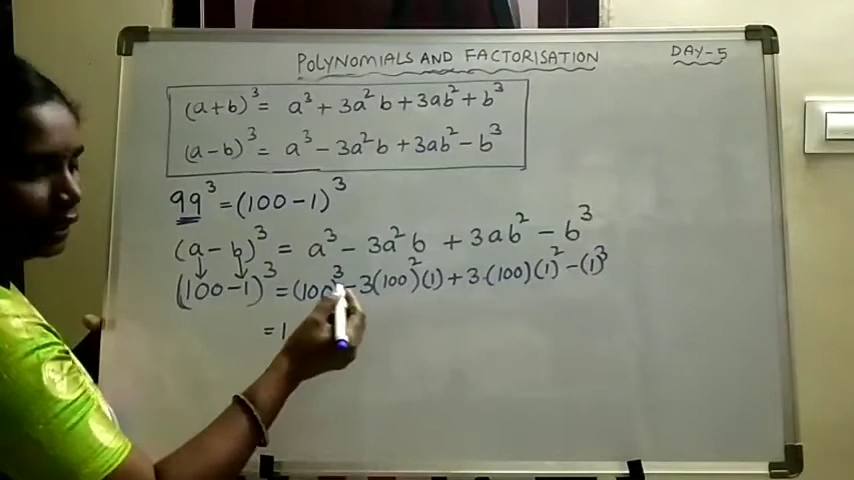 POLYNOMIALS AND FACTORISATION
DAY-5
(a+b)³ = a³ + 3a²b + 3ab² + b³
(a-b)³ = a³ - 3a²b + 3ab² - b³
99³ = (100-1)³
(a-b)³ = a³ - 3a²b + 3ab² - b³
(100-1)³ = (100)³ - 3(100)²(1) + 3·(100)(1)² - (1)³
= 1